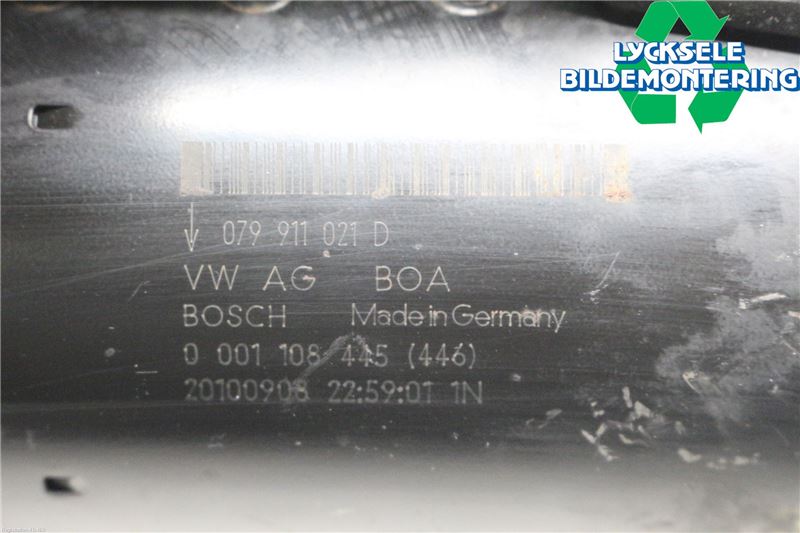 LYCKSELE
BILDEMONTERING
079 911 021 D
VW AG BOA
BOSCH Made in Germany
0 001 108 445 (446)
20100908 22:59:01 1N